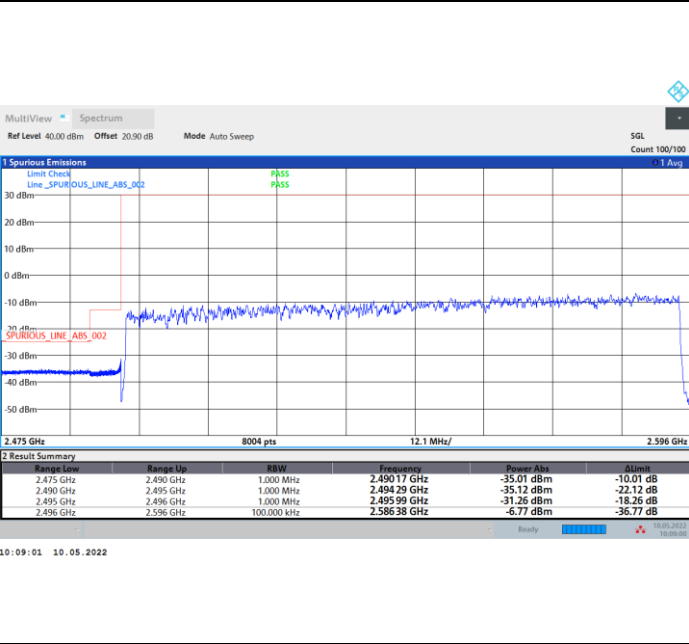 MultiView Spectrum
Ref Level 40.00 dBm Offset 20.90 dB Mode Auto Sweep SGL
Count 100/100
1 Spurious Emissions 1 Avg
Limit Check PASS
Line _SPURIOUS_LINE_ABS_002 PASS
30 dBm
20 dBm
10 dBm
0 dBm
-10 dBm
-20 dBm
_SPURIOUS_LINE_ABS_002
-30 dBm
-40 dBm
-50 dBm
2.475 GHz 8004 pts 12.1 MHz/ 2.596 GHz
2 Result Summary
Range Low Range Up RBW Frequency Power Abs ΔLimit
2.475 GHz 2.490 GHz 1.000 MHz 2.49017 GHz -35.01 dBm -10.01 dB
2.490 GHz 2.495 GHz 1.000 MHz 2.49429 GHz -35.12 dBm -22.12 dB
2.495 GHz 2.496 GHz 1.000 MHz 2.49599 GHz -31.26 dBm -18.26 dB
2.496 GHz 2.596 GHz 100.000 kHz 2.58638 GHz -6.77 dBm -36.77 dB
Ready 10.05.2022
10:09:00
10:09:01 10.05.2022